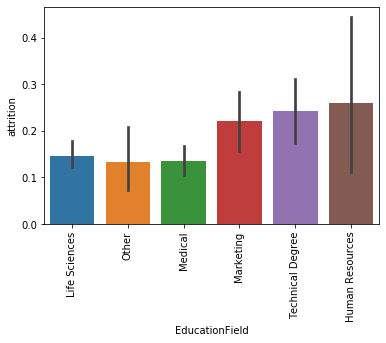 0.4
0.3
0.2
0.1
0.0
attrition
Life Sciences
Other
Medical
Marketing
Technical Degree
Human Resources
EducationField